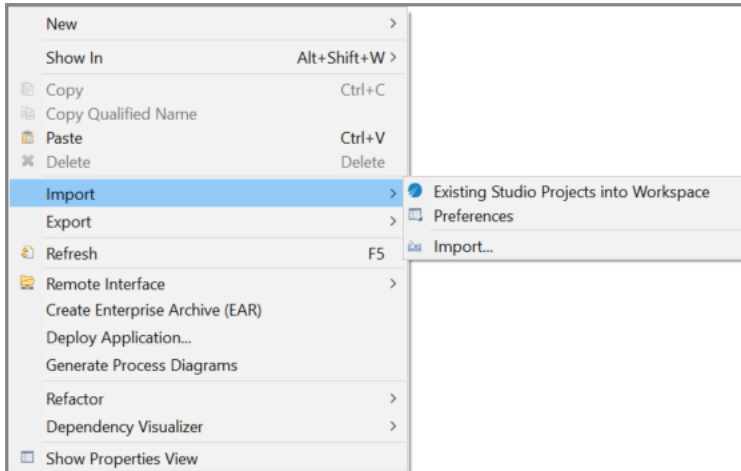 New >
Show In Alt+Shift+W >
Copy Ctrl+C
Copy Qualified Name
Paste Ctrl+V
Delete Delete
Import >
Existing Studio Projects into Workspace
Preferences
Import...
Export >
Refresh F5
Remote Interface >
Create Enterprise Archive (EAR)
Deploy Application...
Generate Process Diagrams
Refactor >
Dependency Visualizer >
Show Properties View